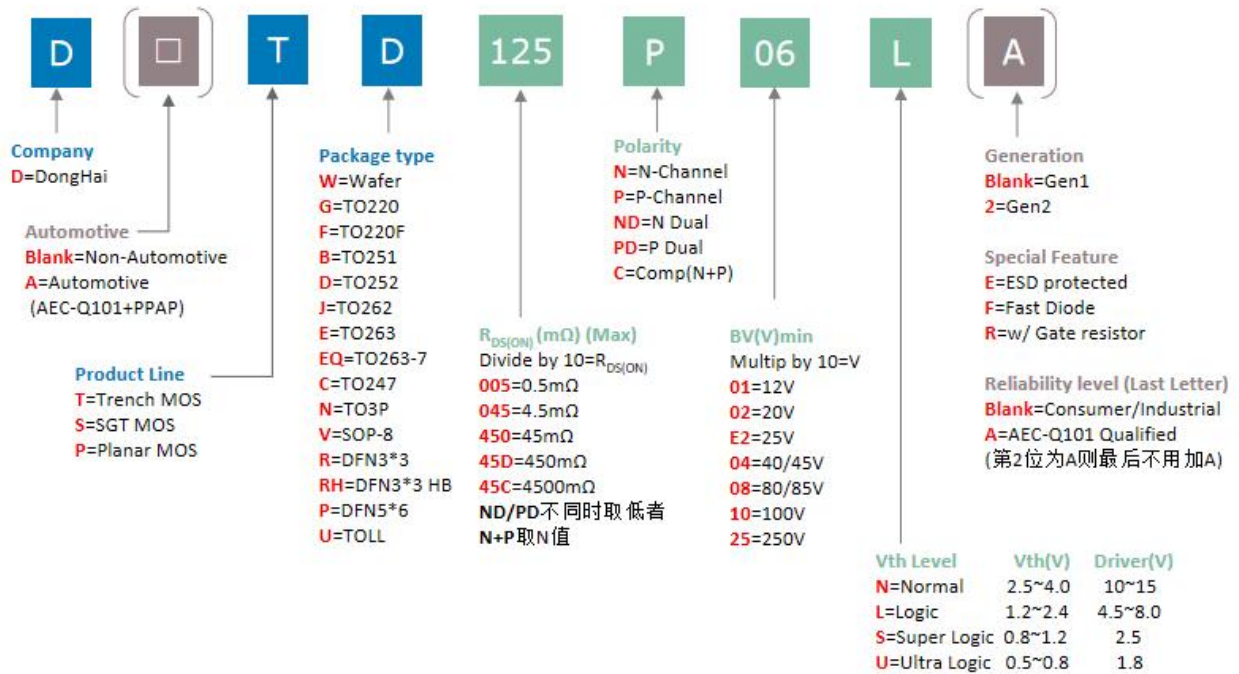 D □ T D 125 P 06 L A
Company
D=DongHai
Automotive
Blank=Non-Automotive
A=Automotive
(AEC-Q101+PPAP)
Product Line
T=Trench MOS
S=SGT MOS
P=Planar MOS
Package type
W=Wafer
G=TO220
F=TO220F
B=TO251
D=TO252
J=TO262
E=TO263
EQ=TO263-7
C=TO247
N=TO3P
V=SOP-8
R=DFN3*3
RH=DFN3*3 HB
P=DFN5*6
U=TOLL
RDS(ON) (mΩ) (Max)
Divide by 10=RDS(ON)
005=0.5mΩ
045=4.5mΩ
450=45mΩ
45D=450mΩ
45C=4500mΩ
ND/PD不同时取低者
N+P取N值
Polarity
N=N-Channel
P=P-Channel
ND=N Dual
PD=P Dual
C=Comp(N+P)
BV(V)min
Multip by 10=V
01=12V
02=20V
E2=25V
04=40/45V
08=80/85V
10=100V
25=250V
Vth Level Vth(V) Driver(V)
N=Normal 2.5~4.0 10~15
L=Logic 1.2~2.4 4.5~8.0
S=Super Logic 0.8~1.2 2.5
U=Ultra Logic 0.5~0.8 1.8
Generation
Blank=Gen1
2=Gen2
Special Feature
E=ESD protected
F=Fast Diode
R=w/ Gate resistor
Reliability level (Last Letter)
Blank=Consumer/Industrial
A=AEC-Q101 Qualified
(第2位为A则最后不用加A)